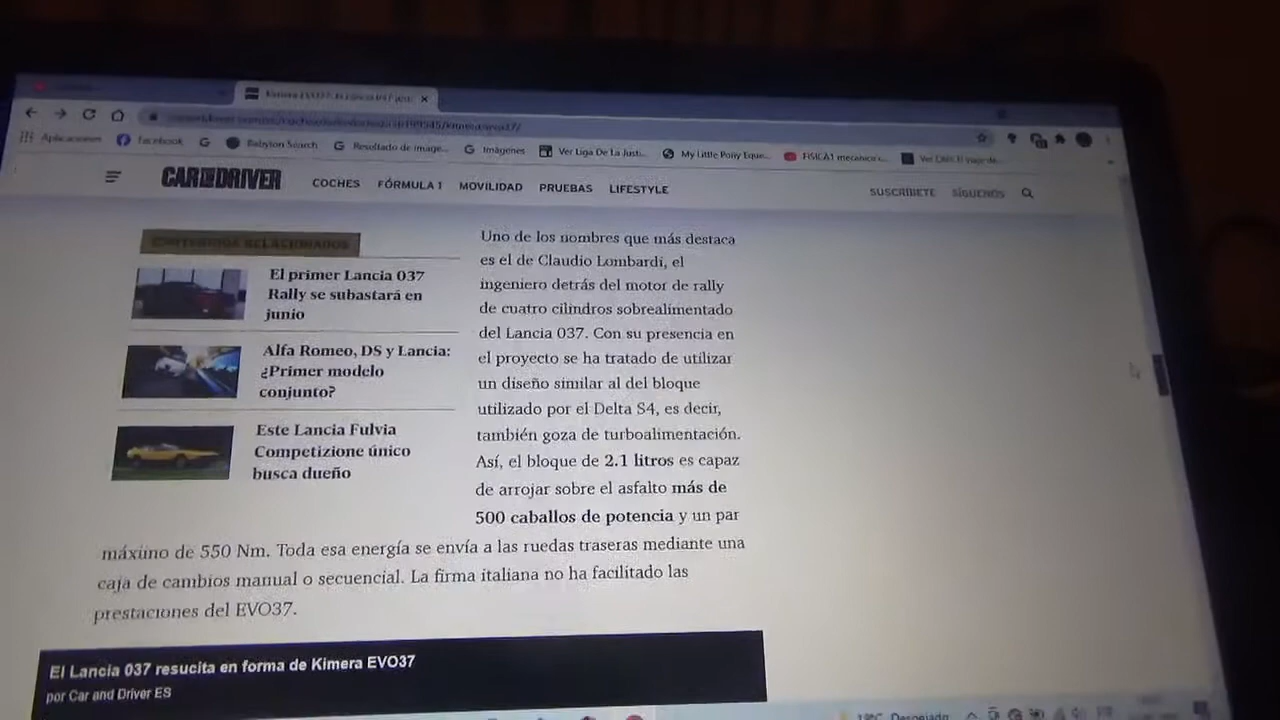 Aplicaciones
Facebook
Babylon Search
Resultado de image...
Imágenes
Ver Liga De La Justi...
My Little Pony Eque...
CAR AND DRIVER
COCHES
FÓRMULA 1
MOVILIDAD
PRUEBAS
LIFESTYLE
SUSCRÍBETE
SÍGUENOS
CONTENIDOS RELACIONADOS
El primer Lancia 037
Rally se subastará en
junio
Alfa Romeo, DS y Lancia:
¿Primer modelo
conjunto?
Este Lancia Fulvia
Competizione único
busca dueño
Uno de los nombres que más destaca
es el de Claudio Lombardi, el
ingeniero detrás del motor de rally
de cuatro cilindros sobrealimentado
del Lancia 037. Con su presencia en
el proyecto se ha tratado de utilizar
un diseño similar al del bloque
utilizado por el Delta S4, es decir,
también goza de turboalimentación.
Así, el bloque de 2.1 litros es capaz
de arrojar sobre el asfalto más de
500 caballos de potencia y un par
máximo de 550 Nm. Toda esa energía se envía a las ruedas traseras mediante una
caja de cambios manual o secuencial. La firma italiana no ha facilitado las
prestaciones del EVO37.
El Lancia 037 resucita en forma de Kimera EVO37
por Car and Driver ES
Despejado